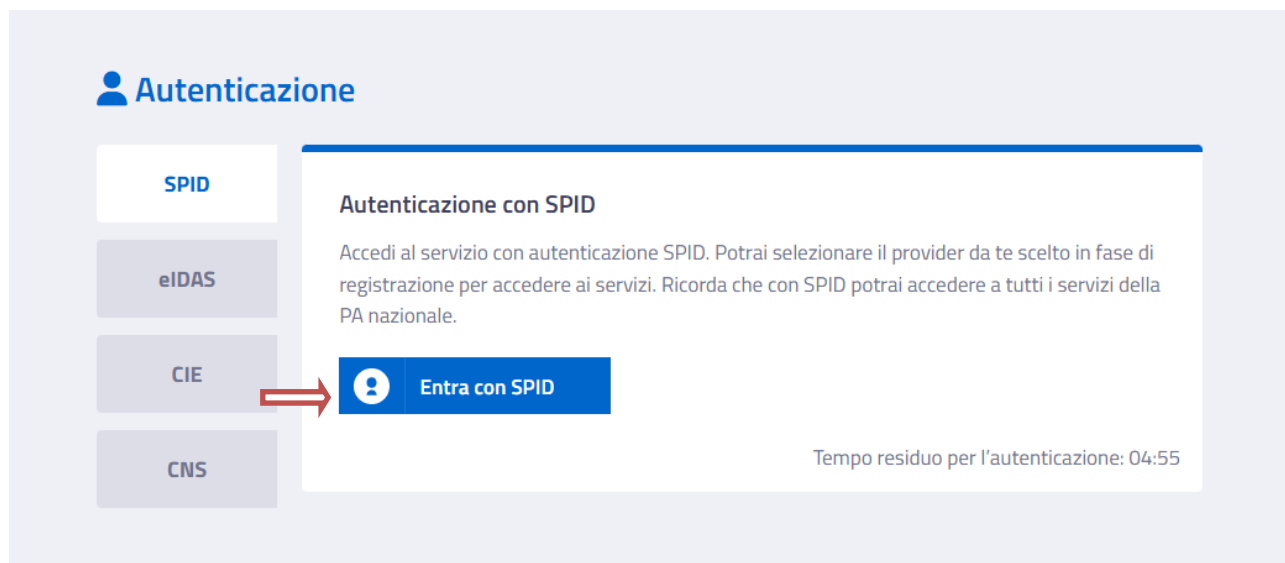 Autenticazione
SPID
eIDAS
CIE
CNS
Autenticazione con SPID
Accedi al servizio con autenticazione SPID. Potrai selezionare il provider da te scelto in fase di
registrazione per accedere ai servizi. Ricorda che con SPID potrai accedere a tutti i servizi della
PA nazionale.
Entra con SPID
Tempo residuo per l'autenticazione: 04:55